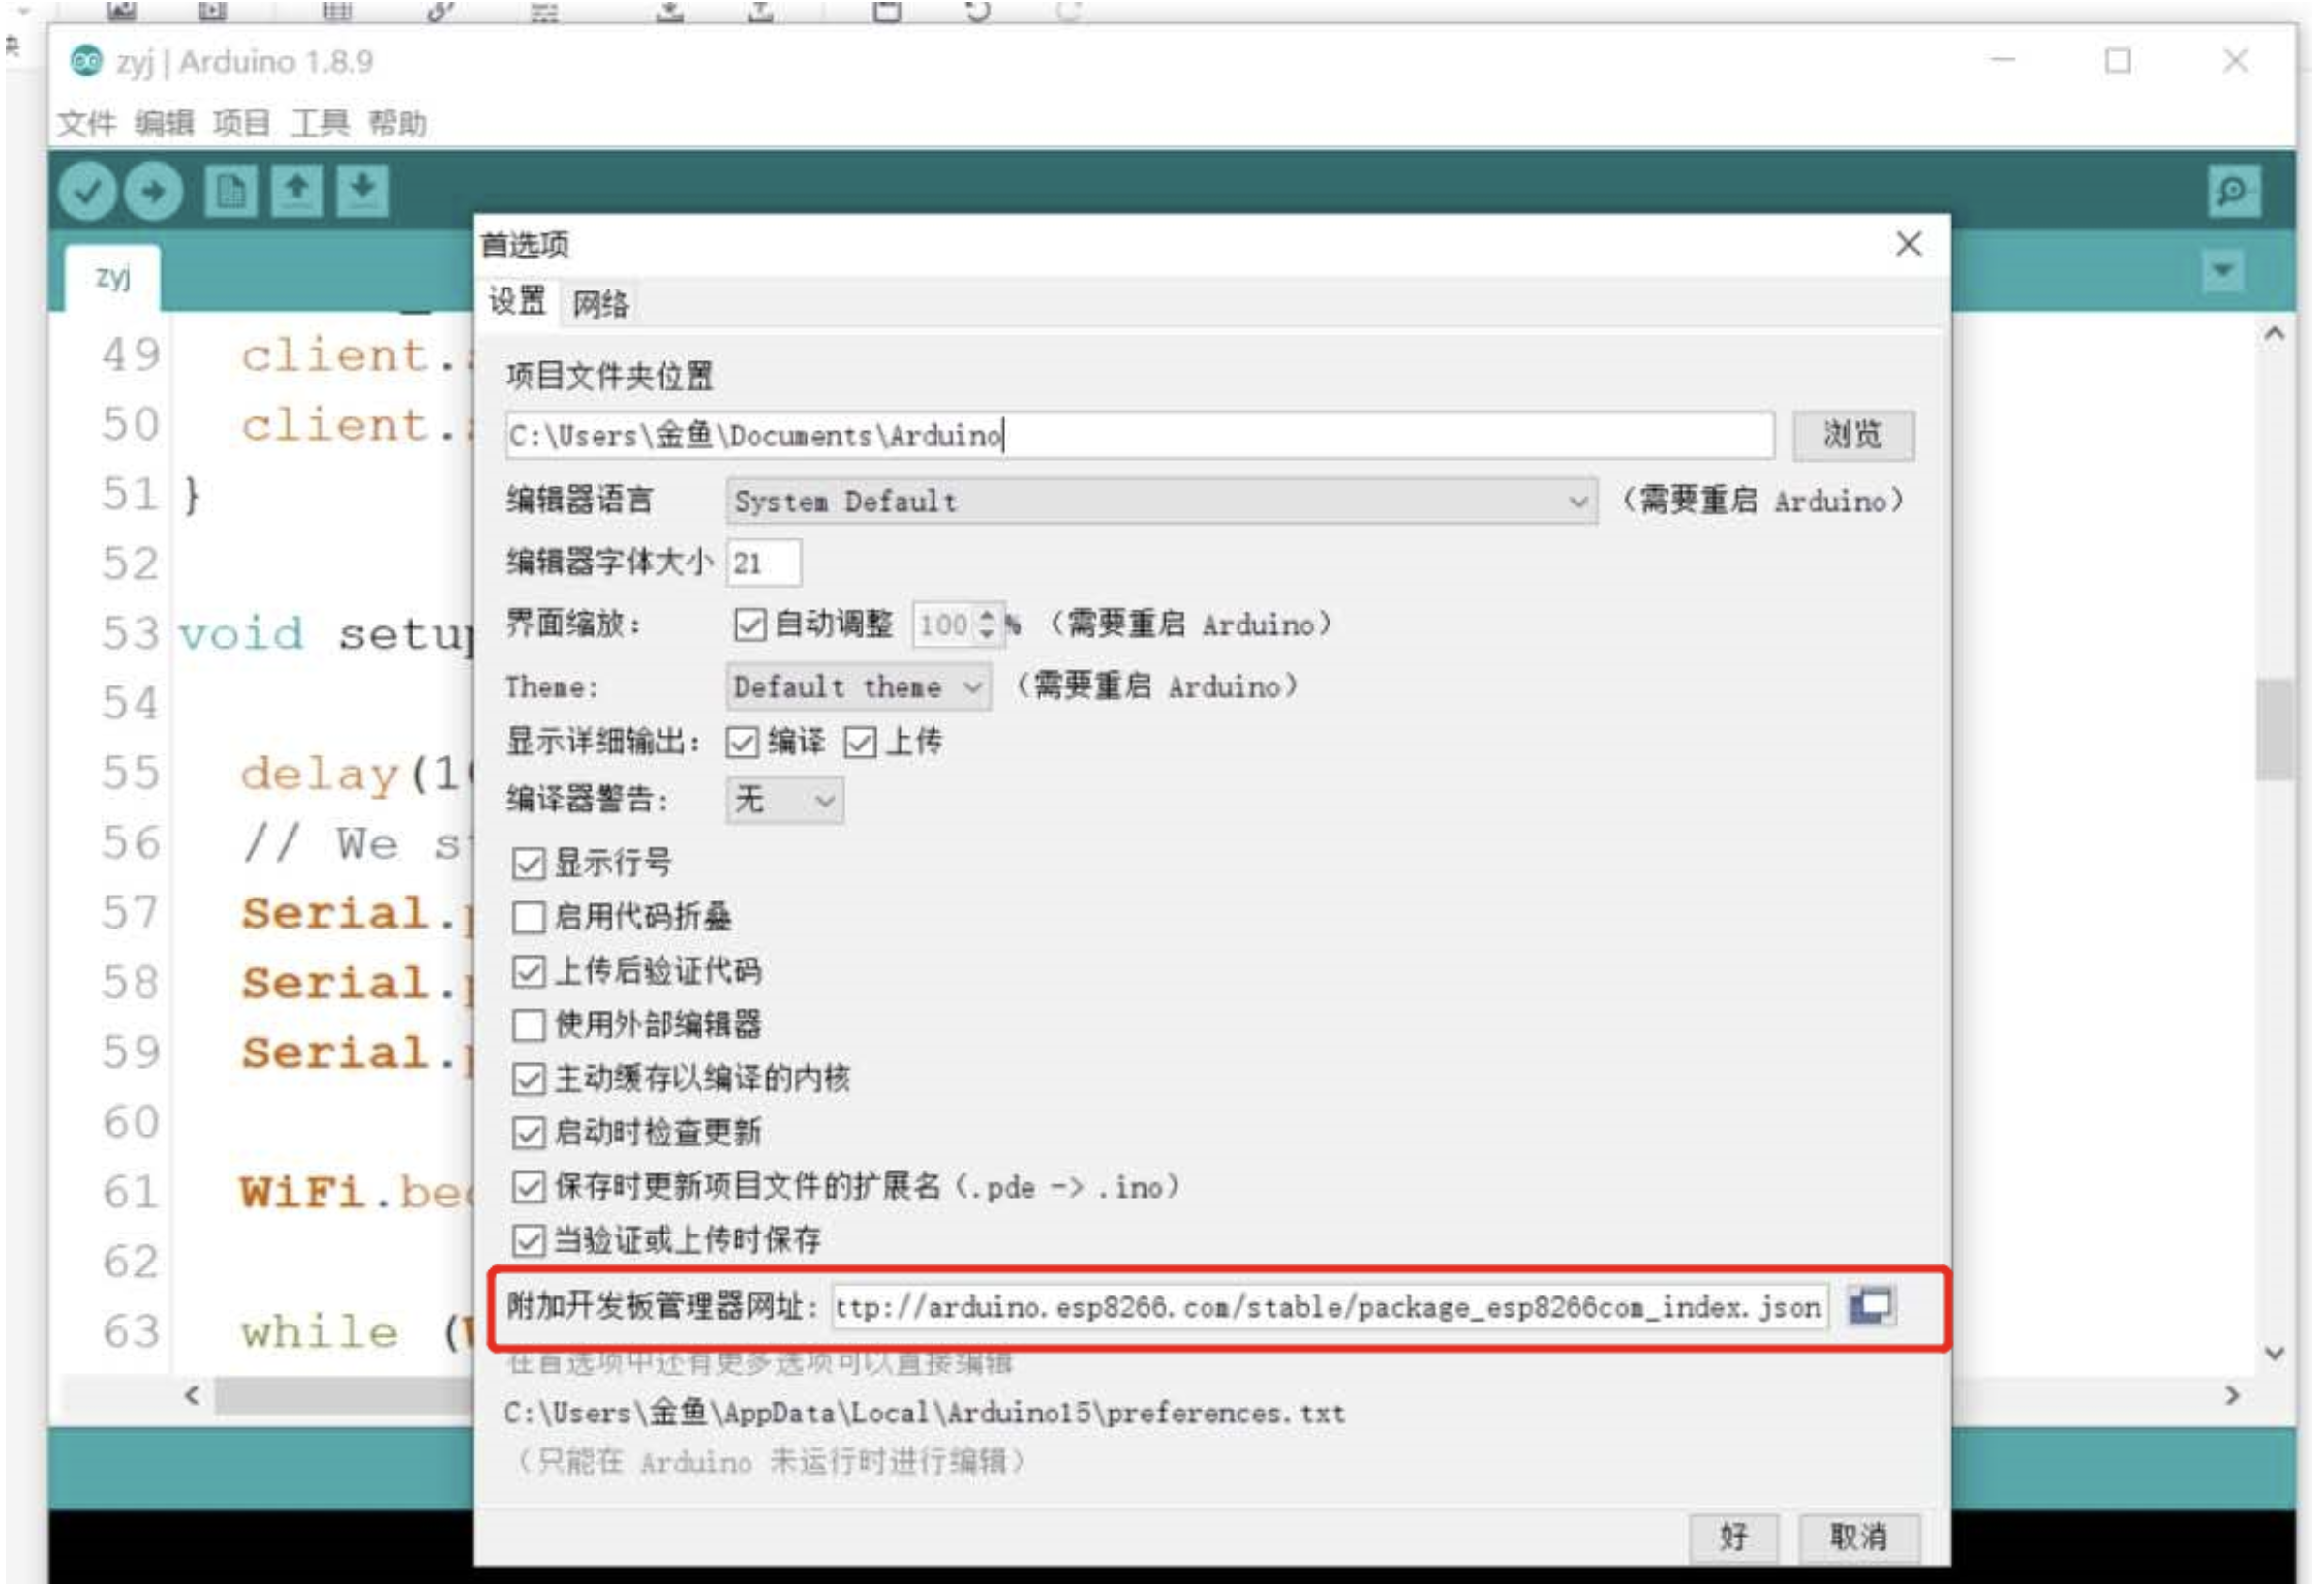 zyj | Arduino 1.8.9
文件 编辑 项目 工具 帮助
zyj
首选项
设置 网络
项目文件夹位置
C:\Users\金鱼\Documents\Arduino 浏览
编辑器语言 System Default （需要重启 Arduino）
编辑器字体大小 21
界面缩放： 自动调整 100 % （需要重启 Arduino）
Theme: Default theme （需要重启 Arduino）
显示详细输出： 编译 上传
编译器警告： 无
显示行号
启用代码折叠
上传后验证代码
使用外部编辑器
主动缓存以编译的内核
启动时检查更新
保存时更新项目文件的扩展名（.pde -> .ino）
当验证或上传时保存
附加开发板管理器网址： ttp://arduino.esp8266.com/stable/package_esp8266com_index.json
在首选项中还有更多选项可以直接编辑
C:\Users\金鱼\AppData\Local\Arduino15\preferences.txt
（只能在 Arduino 未运行时进行编辑）
好 取消
49 client.
50 client.
51 }
52
53 void setup
54
55 delay(10
56 // We s
57 Serial.p
58 Serial.p
59 Serial.p
60
61 WiFi.beg
62
63 while (W